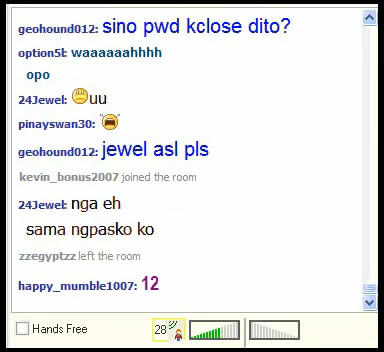 geohound012: sino pwd kclose dito?
option5l: waaaaaahhhh
opo
24Jewel: uu
pinayswan30:
geohound012: jewel asl pls
kevin_bonus2007 joined the room
24Jewel: nga eh
sama ngpasko ko
zzegyptzz left the room
happy_mumble1007: 12
Hands Free 28